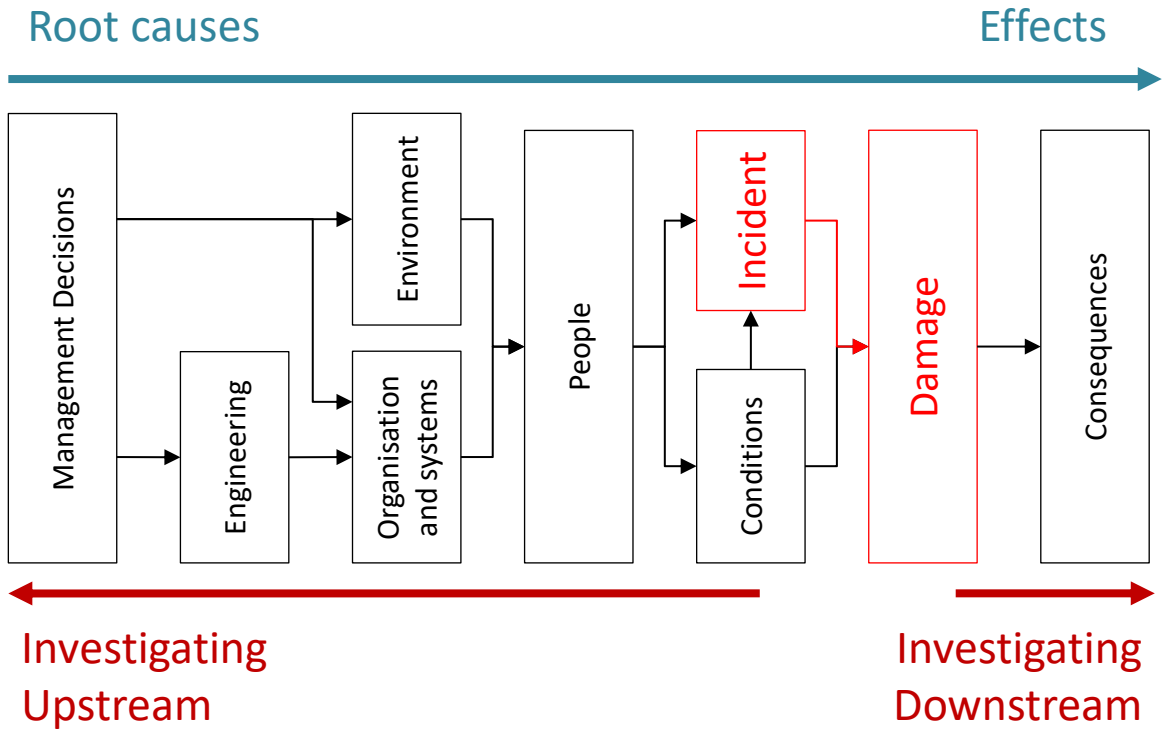 Root causes
Effects
Management Decisions
Engineering
Environment
Organisation
and systems
People
Incident
Conditions
Damage
Consequences
Investigating
Upstream
Investigating
Downstream